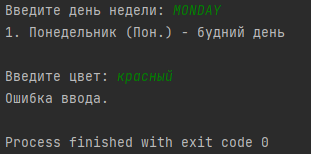 Введите день недели: MONDAY
1. Понедельник (Пон.) - будний день
Введите цвет: красный
Ошибка ввода.
Process finished with exit code 0